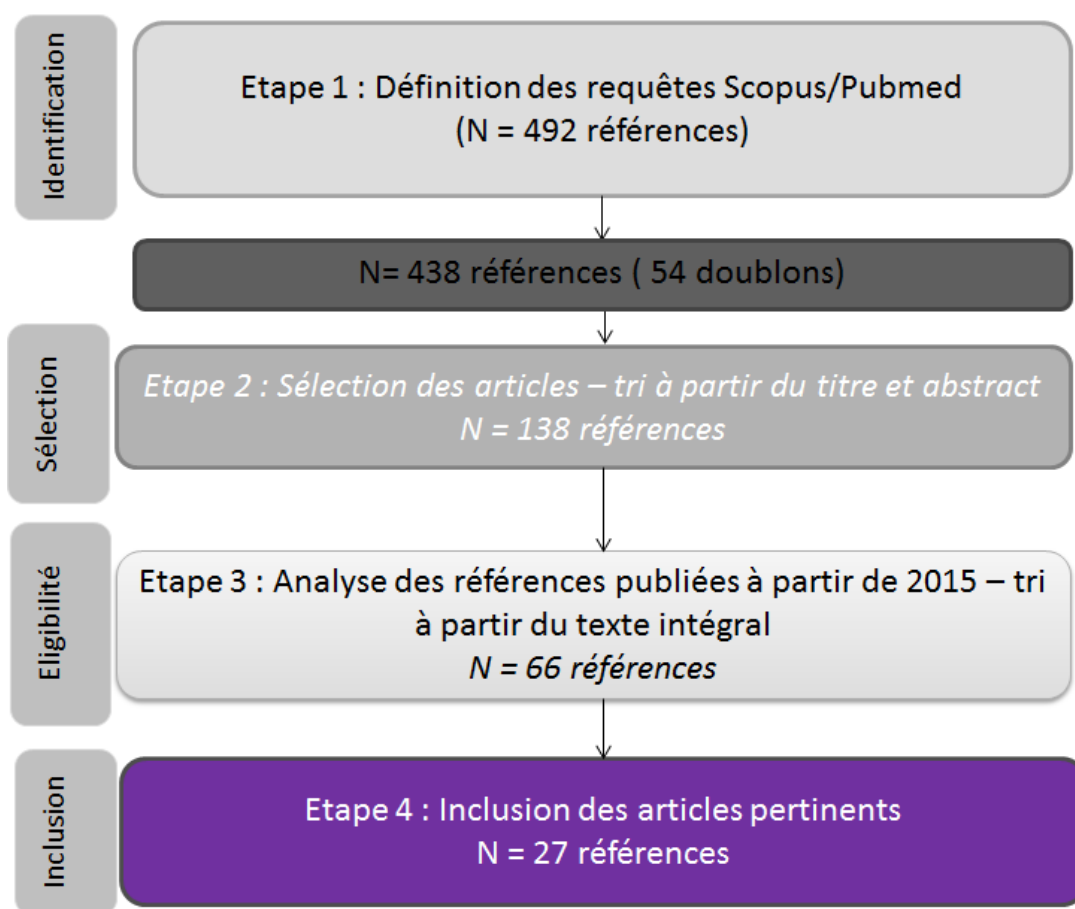 Identification
Etape 1 : Définition des requêtes Scopus/Pubmed
(N = 492 références)
N= 438 références ( 54 doublons)
Sélection
Etape 2 : Sélection des articles – tri à partir du titre et abstract
N = 138 références
Eligibilité
Etape 3 : Analyse des références publiées à partir de 2015 – tri
à partir du texte intégral
N = 66 références
Inclusion
Etape 4 : Inclusion des articles pertinents
N = 27 références